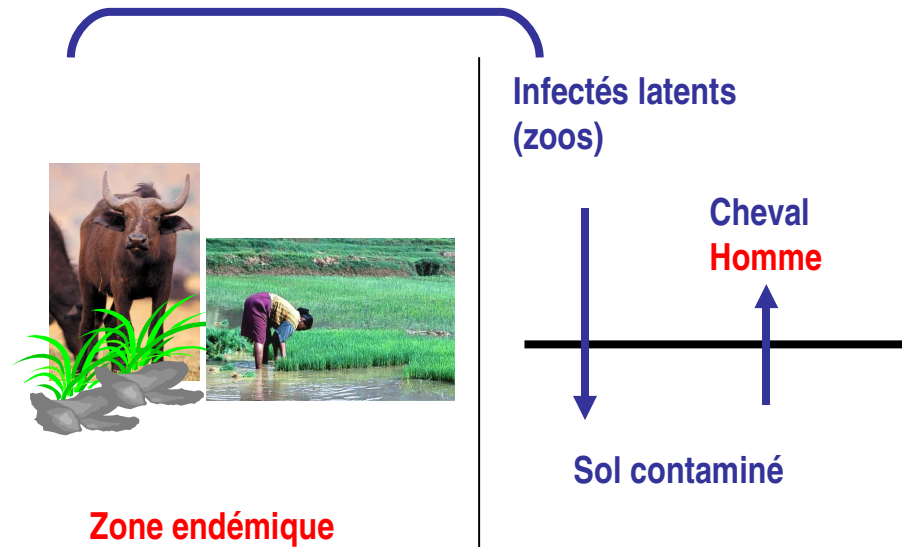 Infectés latents
(zoos)
Cheval
Homme
Sol contaminé
Zone endémique